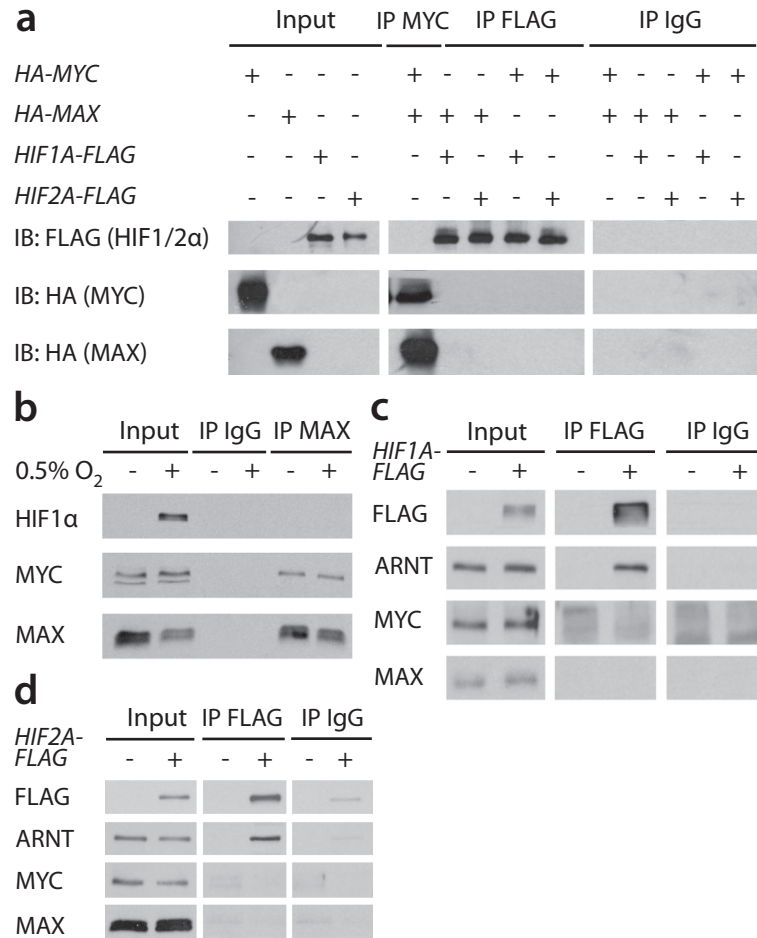 a
Input IP MYC IP FLAG IP IgG
HA-MYC + - - - + - - + + + - - + +
HA-MAX - + - - + + + - - + + + - -
HIF1A-FLAG - - + - - + - + - - + - + -
HIF2A-FLAG - - - + - - + - + - - + - +
IB: FLAG (HIF1/2α)
IB: HA (MYC)
IB: HA (MAX)
b
Input IP IgG IP MAX
0.5% O2 - + - + - +
HIF1α
MYC
MAX
c
Input IP FLAG IP IgG
HIF1A-
FLAG - + - + - +
FLAG
ARNT
MYC
MAX
d
Input IP FLAG IP IgG
HIF2A-
FLAG - + - + - +
FLAG
ARNT
MYC
MAX